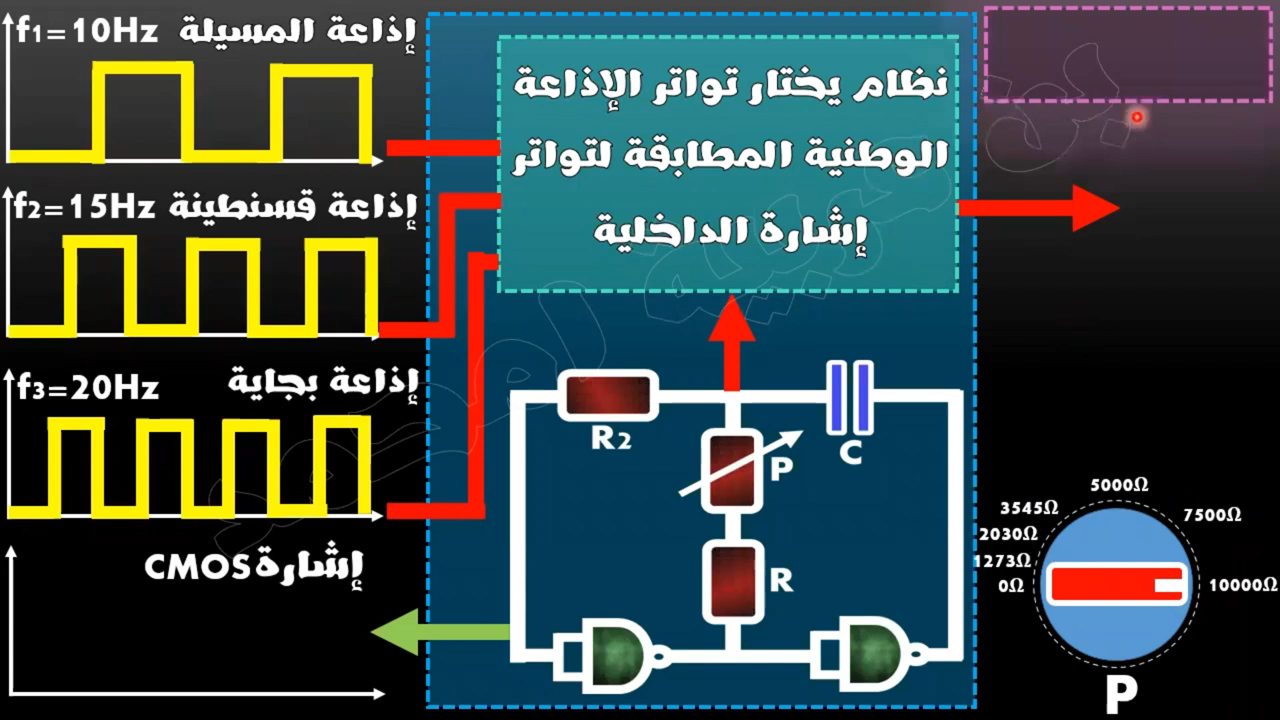 f1=10Hz إذاعة المسيلة
f2=15Hz إذاعة قسنطينة
f3=20Hz إذاعة بجاية
إشارة CMOS
نظام يختار تواتر الإذاعة
الوطنية المطابقة لتواتر
إشارة الداخلية
R2
P
C
R
5000Ω
3545Ω
7500Ω
2030Ω
1273Ω
0Ω
10000Ω
P